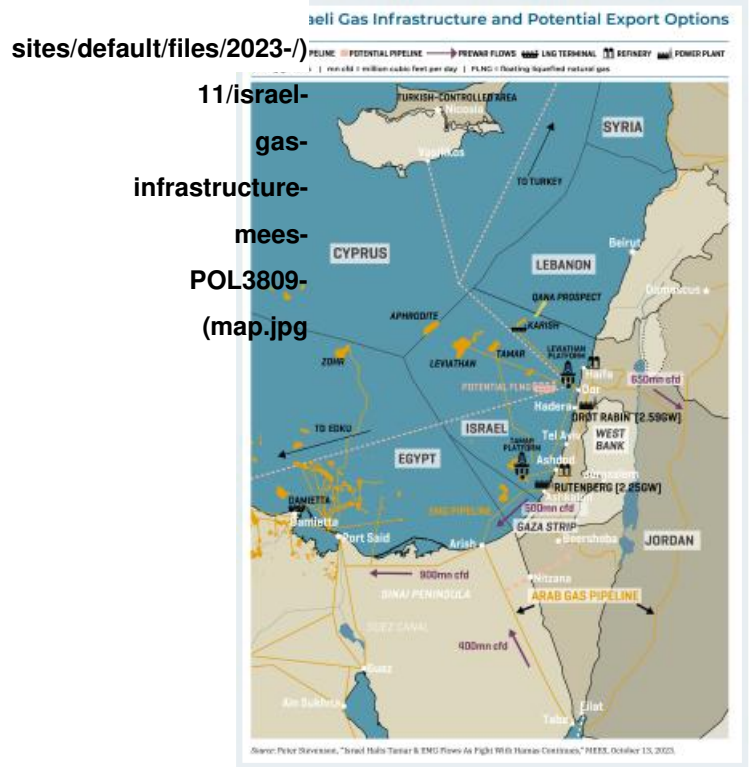 aeli Gas Infrastructure and Potential Export Options
sites/default/files/2023-/)
11/israel-
gas-
infrastructure-
mees-
POL3809-
(map.jpg
PELINE POTENTIAL PIPELINE PREWAR FLOWS LNG TERMINAL REFINERY POWER PLANT
| mn cfd = million cubic feet per day | FLNG = floating liquefied natural gas
TURKISH-CONTROLLED AREA
Nicosia
Vasilikos
SYRIA
TO TURKEY
CYPRUS
Beirut
LEBANON
Damascus
QANA PROSPECT
APHRODITE
KARISH
ZOHR
LEVIATHAN
TAMAR
LEVIATHAN
PLATFORM
Haifa
650mn cfd
POTENTIAL FLNG
Dor
Hadera
OROT RABIN [2.59GW]
TO EDKU
ISRAEL
Tel Aviv
WEST
BANK
EGYPT
TAMAR
PLATFORM
Ashdod
Jerusalem
RUTENBERG [2.25GW]
Ashkelon
DAMIETTA
Damietta
EMG PIPELINE
500mn cfd
GAZA STRIP
Port Said
Arish
Beersheba
JORDAN
900mn cfd
Nitzana
SINAI PENINSULA
ARAB GAS PIPELINE
SUEZ CANAL
400mn cfd
Suez
Ain Sukhna
Eilat
Taba
Source: Peter Stevenson, "Israel Halts Tamar & EMG Flows As Fight With Hamas Continues," MEES, October 13, 2023.